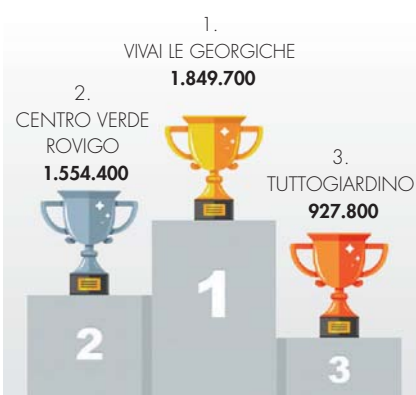 1.
VIVAI LE GEORGICHE
1.849.700
2.
CENTRO VERDE
ROVIGO
1.554.400
3.
TUTTOGIARDINO
927.800
1
2
3